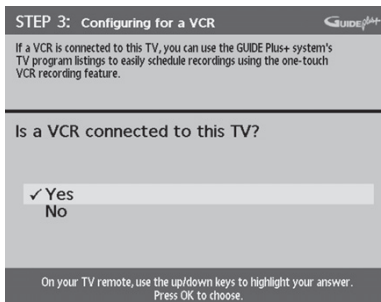 STEP 3: Configuring for a VCR
GUIDE Plus+
If a VCR is connected to this TV, you can use the GUIDE Plus+ system's
TV program listings to easily schedule recordings using the one-touch
VCR recording feature.
Is a VCR connected to this TV?
✓ Yes
No
On your TV remote, use the up/down keys to highlight your answer.
Press OK to choose.